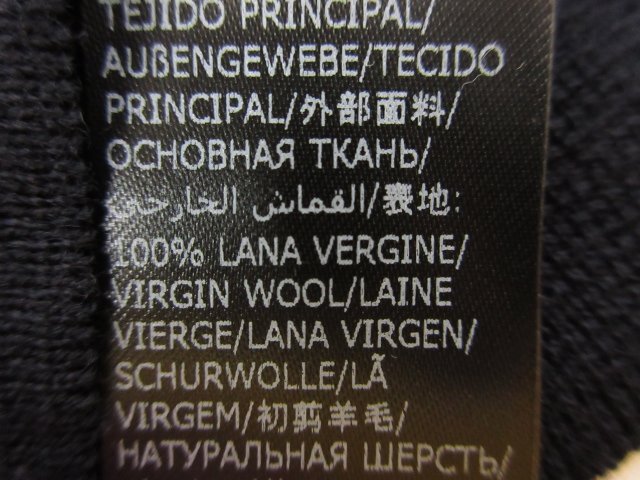 TEJIDO PRINCIPAL/
AUßENGEWEBE/TECIDO
PRINCIPAL/外部面料/
ОСНОВНАЯ ТКАНЬ/
القماش الخارجي/表地:
100% LANA VERGINE/
VIRGIN WOOL/LAINE
VIERGE/LANA VIRGEN/
SCHURWOLLE/LÃ
VIRGEM/初剪羊毛/
НАТУРАЛЬНАЯ ШЕРСТЬ/